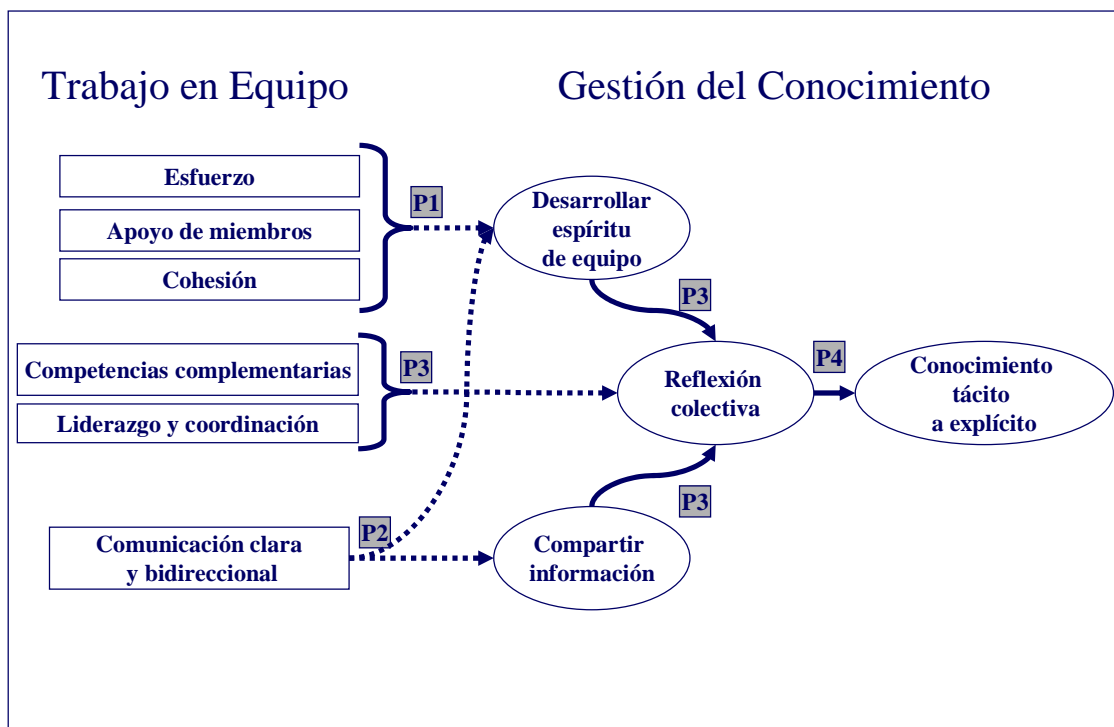 Trabajo en Equipo
Gestión del Conocimiento
Esfuerzo
Apoyo de miembros
Cohesión
P1
Desarrollar
espíritu
de equipo
P3
Competencias complementarias
Liderazgo y coordinación
P3
Reflexión
colectiva
P4
Conocimiento
tácito
a explícito
P3
Comunicación clara
y bidireccional
P2
Compartir
información